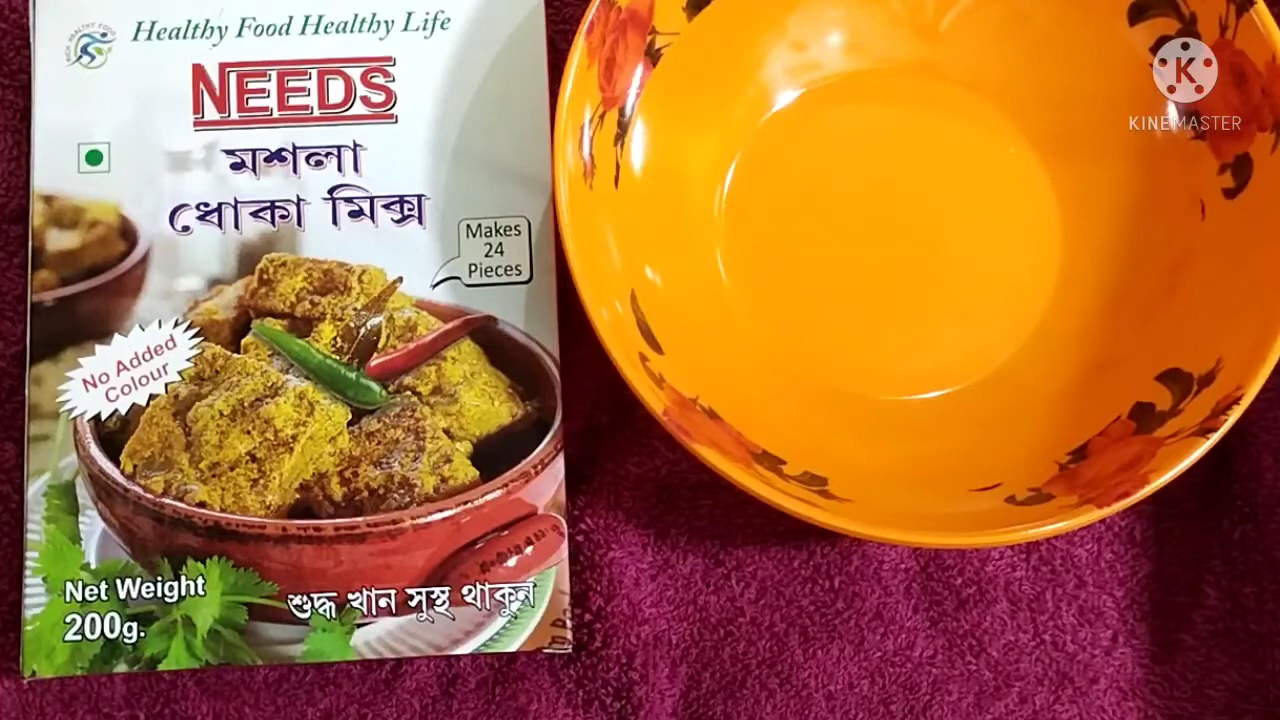 Healthy Food Healthy Life
NEEDS
মশলা
ধোকা মিক্স
Makes
24
Pieces
No Added
Colour
Net Weight
200g.
শুদ্ধ খান সুস্থ থাকুন
K
KINEMASTER